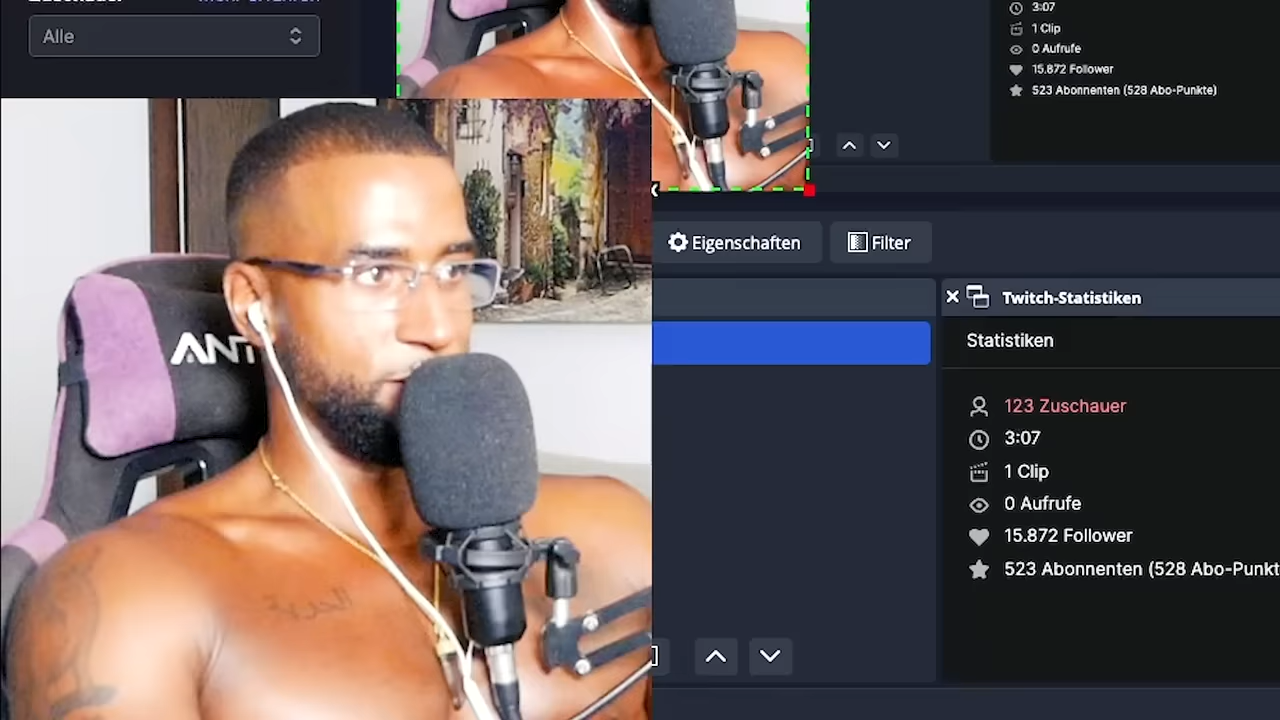 Alle
3:07
1 Clip
0 Aufrufe
15.872 Follower
523 Abonnenten (528 Abo-Punkte)
ANT
Eigenschaften
Filter
Twitch-Statistiken
Statistiken
123 Zuschauer
3:07
1 Clip
0 Aufrufe
15.872 Follower
523 Abonnenten (528 Abo-Punkt